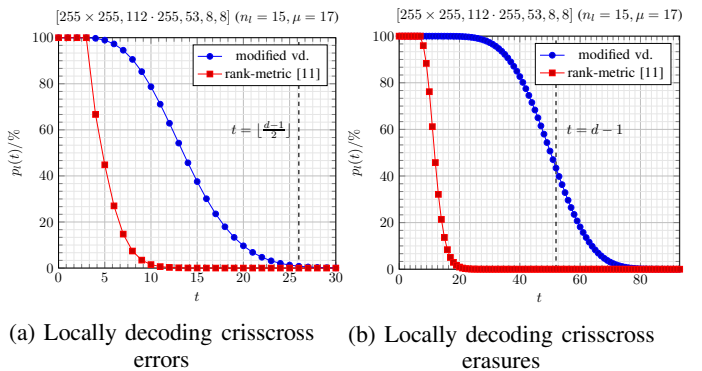 [255 × 255, 112 · 255, 53, 8, 8] (n_l = 15, μ = 17)
100
80
60
40
20
0
p_l(t)/%
modified vd.
rank-metric [11]
t = ⌊(d−1)/2⌋
0 5 10 15 20 25 30
t
(a) Locally decoding crisscross
errors
[255 × 255, 112 · 255, 53, 8, 8] (n_l = 15, μ = 17)
100
80
60
40
20
0
p_l(t)/%
modified vd.
rank-metric [11]
t = d − 1
0 20 40 60 80
t
(b) Locally decoding crisscross
erasures